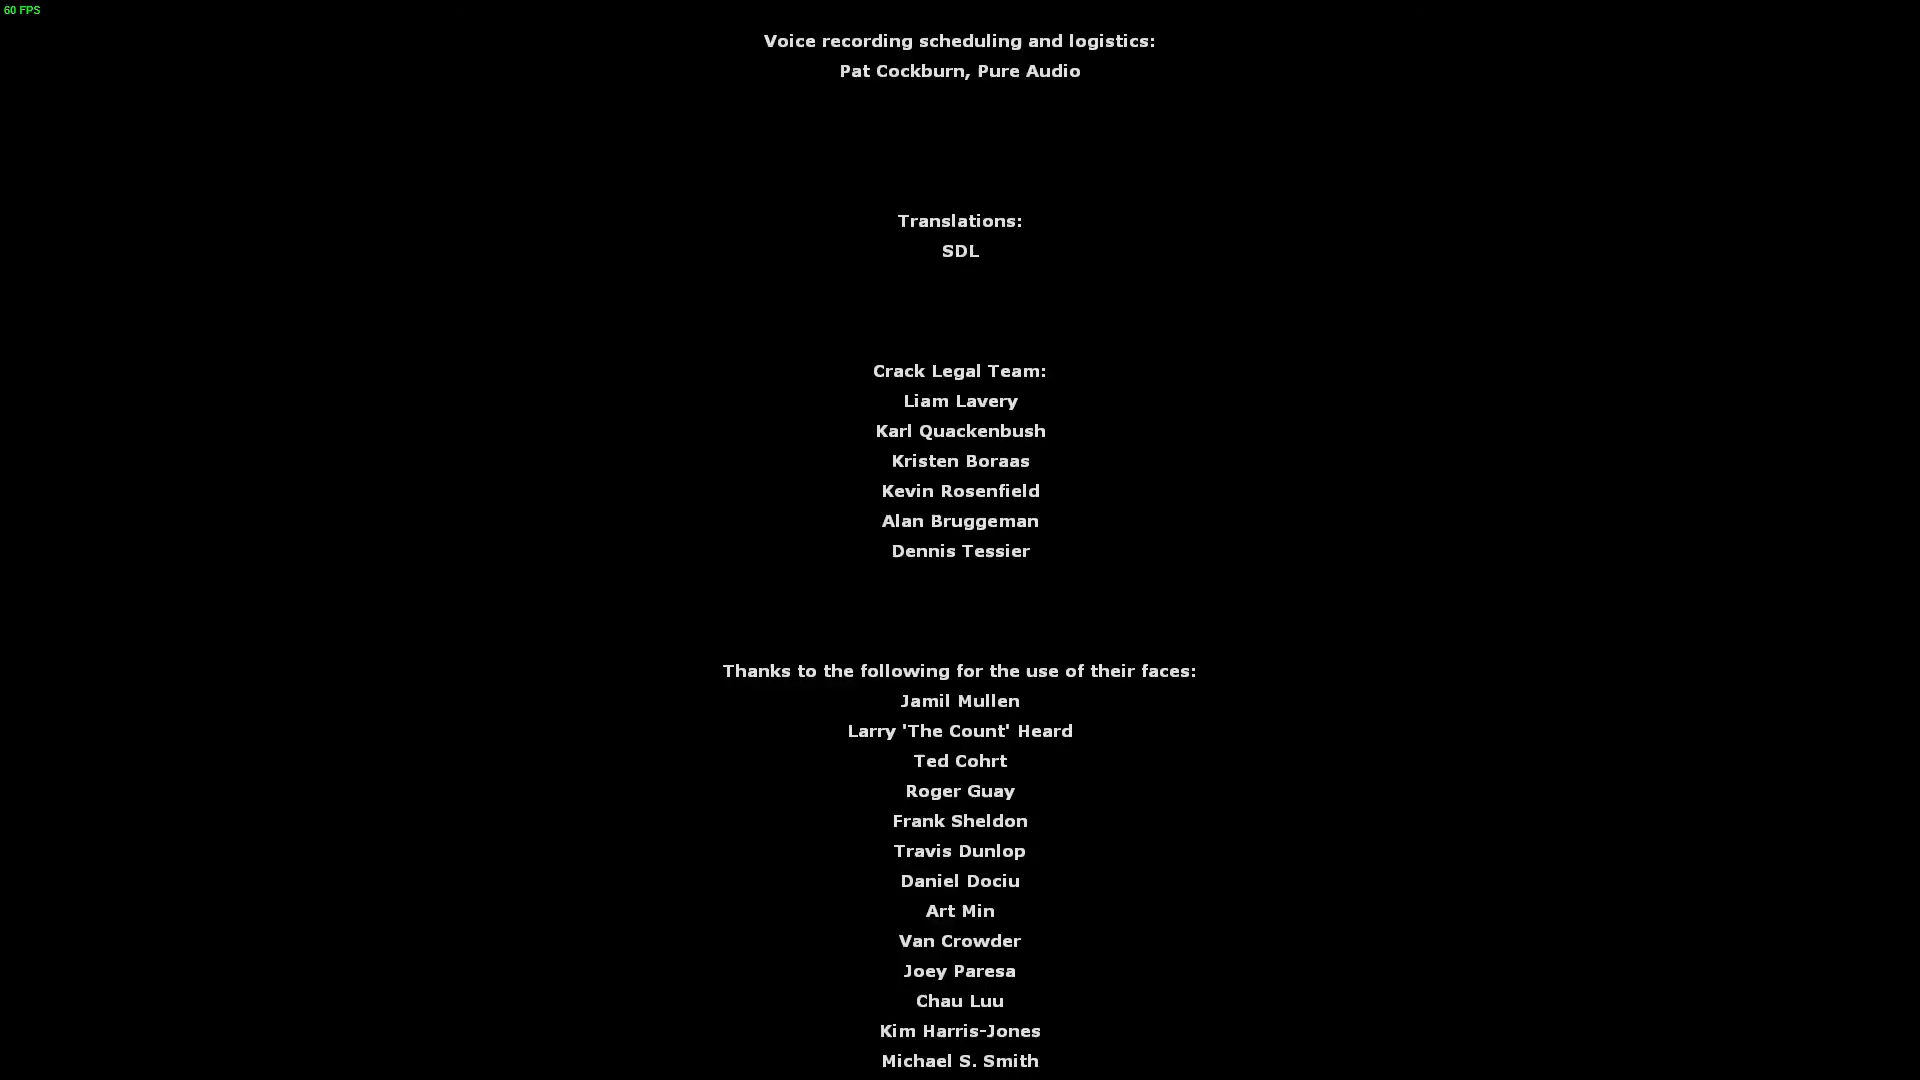 60 FPS
Voice recording scheduling and logistics:
Pat Cockburn, Pure Audio
Translations:
SDL
Crack Legal Team:
Liam Lavery
Karl Quackenbush
Kristen Boraas
Kevin Rosenfield
Alan Bruggeman
Dennis Tessier
Thanks to the following for the use of their faces:
Jamil Mullen
Larry 'The Count' Heard
Ted Cohrt
Roger Guay
Frank Sheldon
Travis Dunlop
Daniel Dociu
Art Min
Van Crowder
Joey Paresa
Chau Luu
Kim Harris-Jones
Michael S. Smith